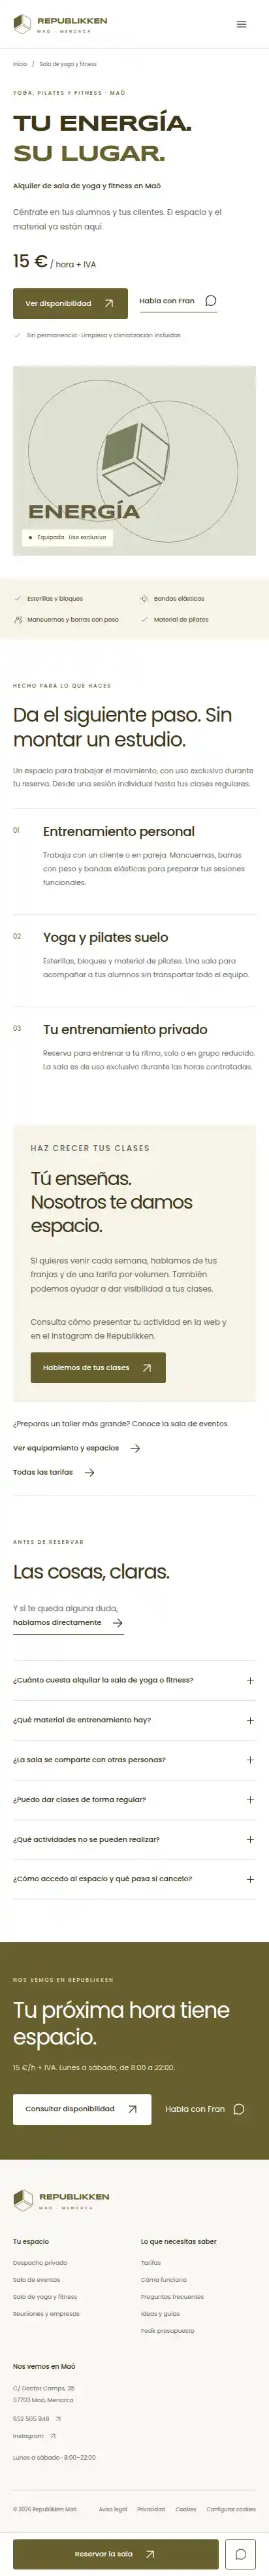 REPUBLIKKEN
MAÓ · MENORCA
Inicio / Sala de yoga y fitness
YOGA, PILATES Y FITNESS · MAÓ
TU ENERGÍA.
SU LUGAR.
Alquiler de sala de yoga y fitness en Maó
Céntrate en tus alumnos y tus clientes. El espacio y el
material ya están aquí.
15 € / hora + IVA
Ver disponibilidad
Habla con Fran
Sin permanencia · Limpieza y climatización incluidas
ENERGÍA
Equipada · Uso exclusivo
Esterillas y bloques
Bandas elásticas
Mancuernas y barras con peso
Material de pilates
HECHO PARA LO QUE HACES
Da el siguiente paso. Sin
montar un estudio.
Un espacio para trabajar el movimiento, con uso exclusivo durante
tu reserva. Desde una sesión individual hasta tus clases regulares.
01
Entrenamiento personal
Trabaja con un cliente o en pareja. Mancuernas, barras
con peso y bandas elásticas para preparar tus sesiones
funcionales.
02
Yoga y pilates suelo
Esterillas, bloques y material de pilates. Una sala para
acompañar a tus alumnos sin transportar todo el equipo.
03
Tu entrenamiento privado
Reserva para entrenar a tu ritmo, solo o en grupo reducido.
La sala es de uso exclusivo durante las horas contratadas.
HAZ CRECER TUS CLASES
Tú enseñas.
Nosotros te damos
espacio.
Si quieres venir cada semana, hablamos de tus
franjas y de una tarifa por volumen. También
podemos ayudar a dar visibilidad a tus clases.
Consulta cómo presentar tu actividad en la web y
en el Instagram de Republikken.
Hablemos de tus clases
¿Preparas un taller más grande? Conoce la sala de eventos.
Ver equipamiento y espacios
Todas las tarifas
ANTES DE RESERVAR
Las cosas, claras.
Y si te queda alguna duda,
hablamos directamente
¿Cuánto cuesta alquilar la sala de yoga o fitness?
¿Qué material de entrenamiento hay?
¿La sala se comparte con otras personas?
¿Puedo dar clases de forma regular?
¿Qué actividades no se pueden realizar?
¿Cómo accedo al espacio y qué pasa si cancelo?
NOS VEMOS EN REPUBLIKKEN
Tu próxima hora tiene
espacio.
15 €/h + IVA. Lunes a sábado, de 8:00 a 22:00.
Consultar disponibilidad
Habla con Fran
REPUBLIKKEN
MAÓ · MENORCA
Tu espacio
Despacho privado
Sala de eventos
Sala de yoga y fitness
Reuniones y empresas
Lo que necesitas saber
Tarifas
Cómo funciona
Preguntas frecuentes
Ideas y guías
Pedir presupuesto
Nos vemos en Maó
C/ Doctor Camps, 35
07703 Maó, Menorca
652 505 948
Instagram
Lunes a sábado · 8:00–22:00
© 2026 Republikken Maó
Aviso legal
Privacidad
Cookies
Configurar cookies
Reservar la sala